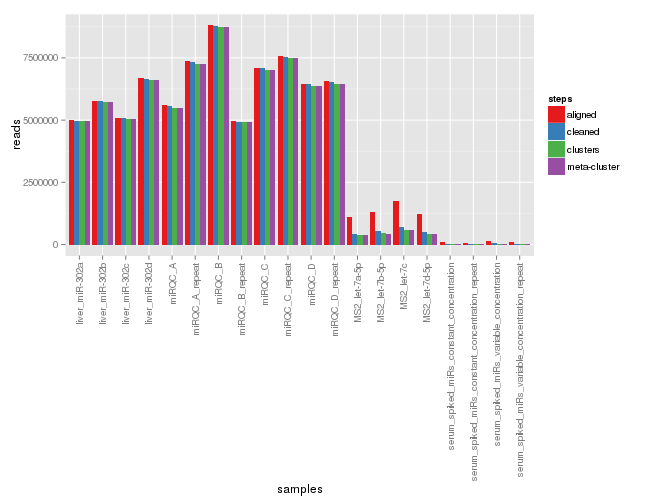 7500000
5000000
2500000
0
reads
liver_miR-302a
liver_miR-302b
liver_miR-302c
liver_miR-302d
miRQC_A
miRQC_A_repeat
miRQC_B
miRQC_B_repeat
miRQC_C
miRQC_C_repeat
miRQC_D
miRQC_D_repeat
MS2_let-7a-5p
MS2_let-7b-5p
MS2_let-7c
MS2_let-7d-5p
serum_spiked_miRs_constant_concentration
serum_spiked_miRs_constant_concentration_repeat
serum_spiked_miRs_variable_concentration
serum_spiked_miRs_variable_concentration_repeat
samples
steps
aligned
cleaned
clusters
meta-cluster